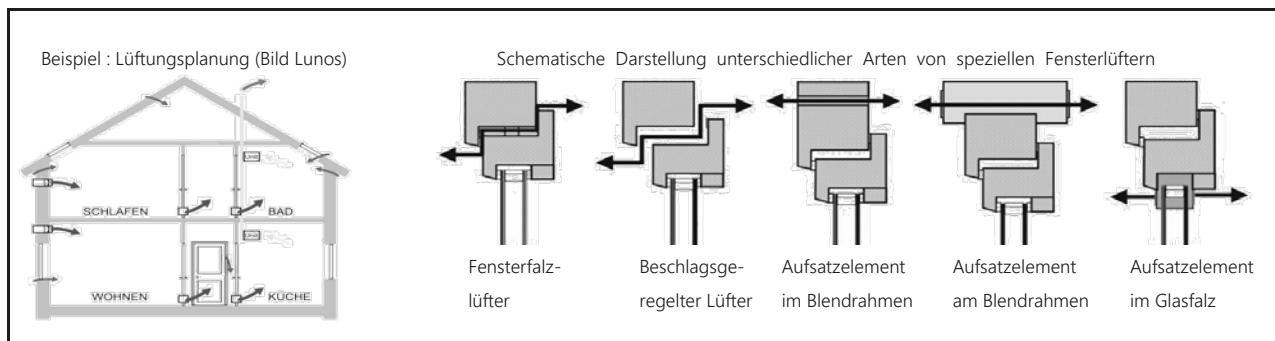 Beispiel : Lüftungsplanung (Bild Lunos)
Schematische Darstellung unterschiedlicher Arten von speziellen Fensterlüftern
SCHLAFEN
BAD
WOHNEN
KÜCHE
Fensterfalz-
lüfter
Beschlagsge-
regelter Lüfter
Aufsatzelement
im Blendrahmen
Aufsatzelement
am Blendrahmen
Aufsatzelement
im Glasfalz